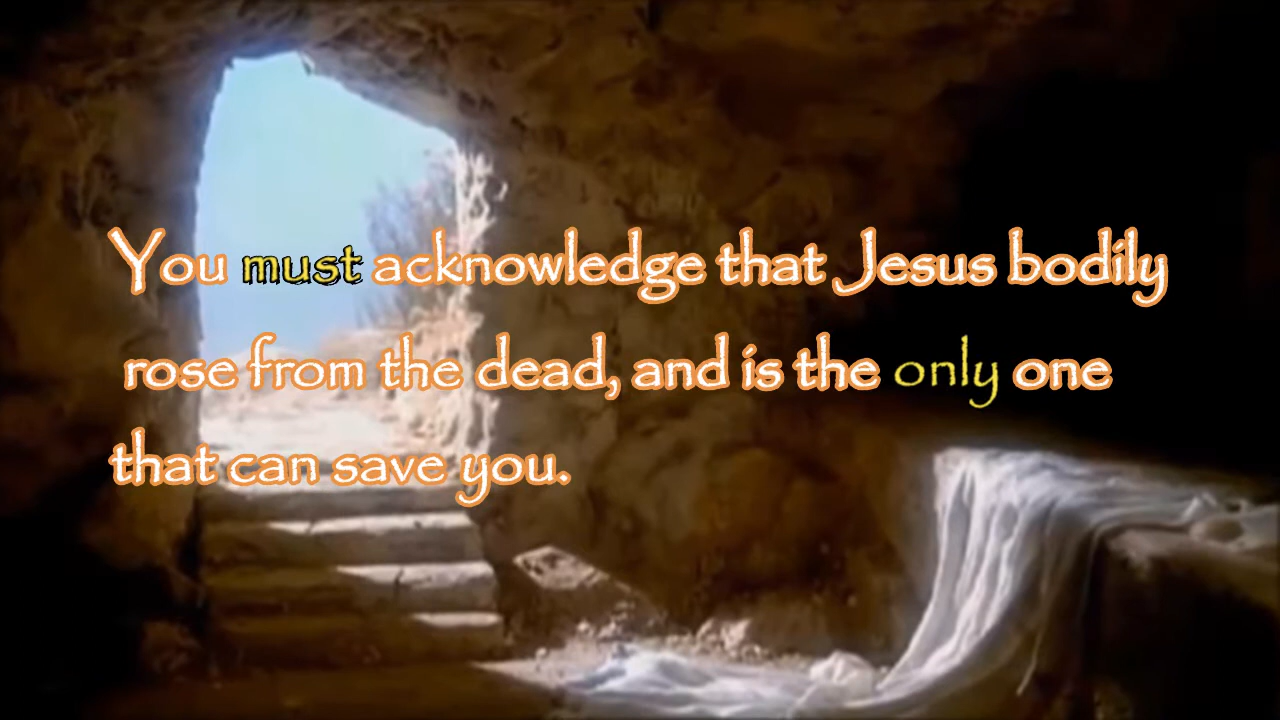 You must acknowledge that Jesus bodily
rose from the dead, and is the only one
that can save you.